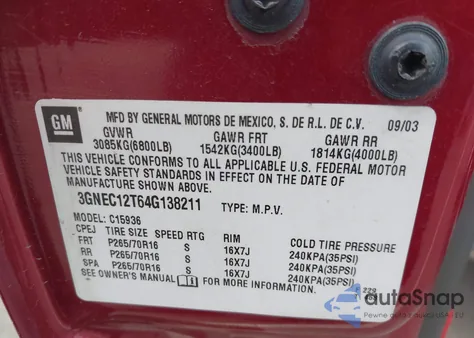 GM
MFD BY GENERAL MOTORS DE MEXICO, S. DE R.L. DE C.V. 09/03
GVWR GAWR FRT GAWR RR
3085KG(6800LB) 1542KG(3400LB) 1814KG(4000LB)
THIS VEHICLE CONFORMS TO ALL APPLICABLE U.S. FEDERAL MOTOR
VEHICLE SAFETY STANDARDS IN EFFECT ON THE DATE OF
MANUFACTURE SHOWN ABOVE.
3GNEC12T64G138211 TYPE: M.P.V.
MODEL: C15936
CPEJ TIRE SIZE SPEED RTG RIM COLD TIRE PRESSURE
FRT P265/70R16 S 16X7J 240KPA(35PSI)
RR P265/70R16 S 16X7J 240KPA(35PSI)
SPA P265/70R16 S 16X7J 240KPA(35PSI)
SEE OWNER'S MANUAL FOR MORE INFORMATION.
autoSnap